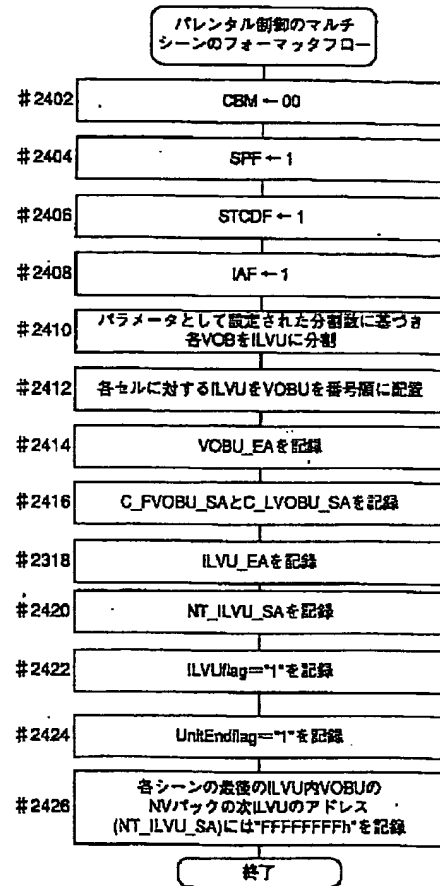 パレンタル制御のマルチ
シーンのフォーマッタフロー
#2402
CBM ← 00
#2404
SPF ← 1
#2406
STCDF ← 1
#2408
IAF ← 1
#2410
パラメータとして設定された分割数に基づき
各VOBをILVUに分割
#2412
各セルに対するILVUをVOBUを番号順に配置
#2414
VOBU_EAを記録
#2416
C_FVOBU_SAとC_LVOBU_SAを記録
#2318
ILVU_EAを記録
#2420
NT_ILVU_SAを記録
#2422
ILVUflag="1"を記録
#2424
UnitEndflag="1"を記録
#2426
各シーンの最後のILVU内VOBUの
NVパックの次ILVUのアドレス
(NT_ILVU_SA)には"FFFFFFFFh"を記録
終了